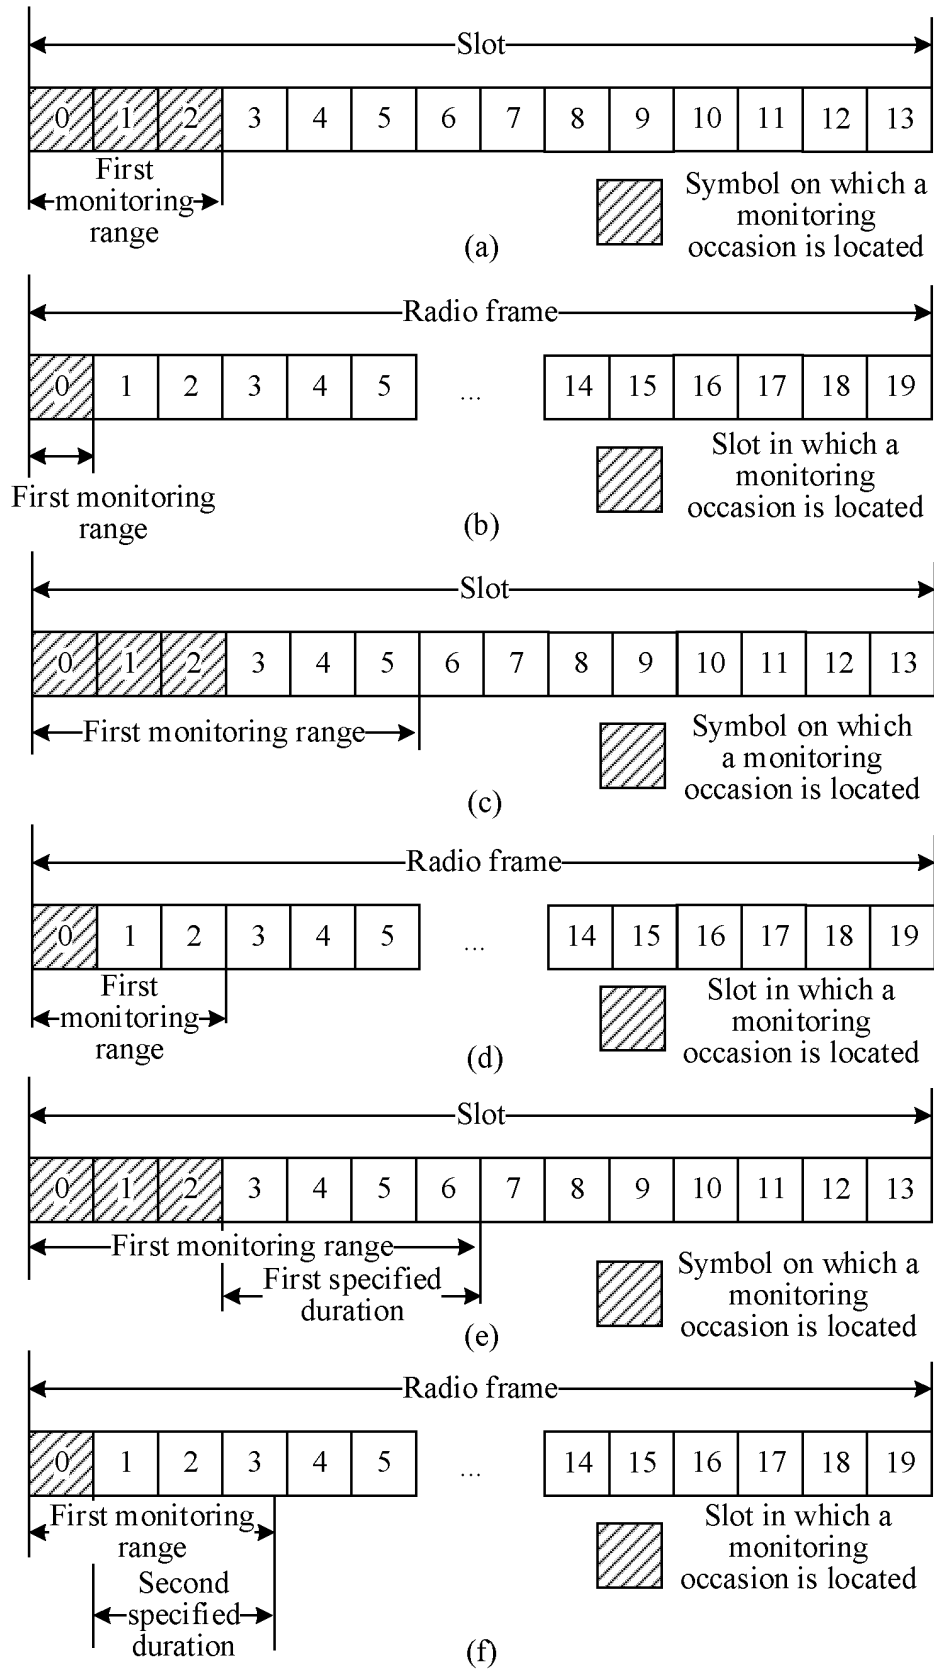 Slot
0 1 2 3 4 5 6 7 8 9 10 11 12 13
First
monitoring
range
Symbol on which a
monitoring
occasion is located
(a)
Radio frame
0 1 2 3 4 5 ... 14 15 16 17 18 19
First monitoring
range
Slot in which a
monitoring
occasion is located
(b)
Slot
0 1 2 3 4 5 6 7 8 9 10 11 12 13
First monitoring range
Symbol on which
a monitoring
occasion is located
(c)
Radio frame
0 1 2 3 4 5 ... 14 15 16 17 18 19
First
monitoring
range
Slot in which a
monitoring
occasion is located
(d)
Slot
0 1 2 3 4 5 6 7 8 9 10 11 12 13
First monitoring range
First specified
duration
Symbol on which a
monitoring
occasion is located
(e)
Radio frame
0 1 2 3 4 5 ... 14 15 16 17 18 19
First monitoring
range
Second
specified
duration
Slot in which a
monitoring
occasion is located
(f)